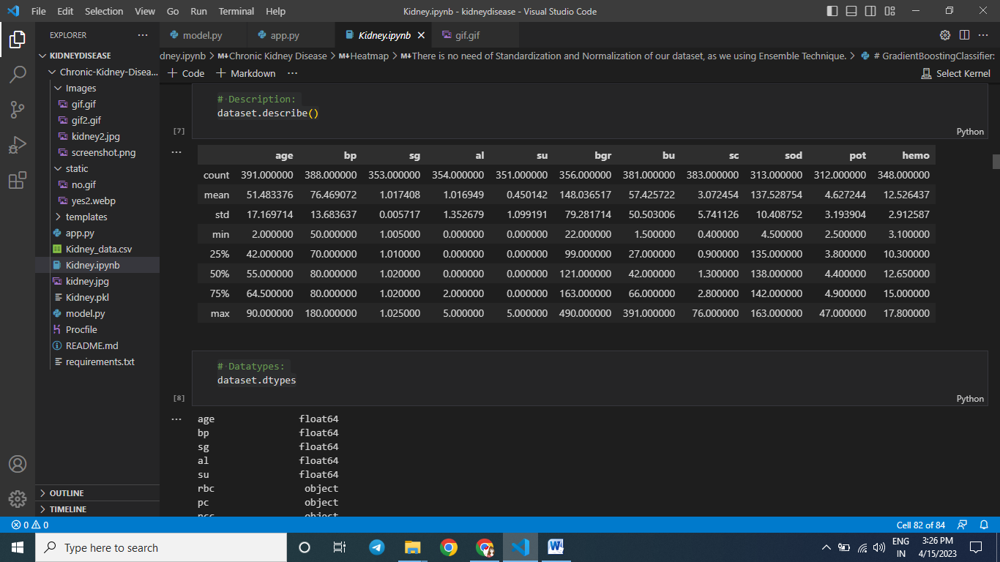 File Edit Selection View Go Run Terminal Help Kidney.ipynb - kidneydisease - Visual Studio Code
EXPLORER
model.py app.py Kidney.ipynb gif.gif
KIDNEYDISEASE
Chronic-Kidney-Disea...
Images
gif.gif
gif2.gif
kidney2.jpg
screenshot.png
static
no.gif
yes2.webp
templates
app.py
Kidney_data.csv
Kidney.ipynb
kidney.jpg
Kidney.pkl
model.py
Procfile
README.md
requirements.txt
OUTLINE
TIMELINE
dney.ipynb > M↓Chronic Kidney Disease > M↓Heatmap > M↓There is no need of Standardization and Normalization of our dataset, as we using Ensemble Technique. > # GradientBoostingClassifier:
+ Code + Markdown ... Select Kernel
# Description:
dataset.describe()
[7]
Python
age bp sg al su bgr bu sc sod pot hemo
count 391.000000 388.000000 353.000000 354.000000 351.000000 356.000000 381.000000 383.000000 313.000000 312.000000 348.000000
mean 51.483376 76.469072 1.017408 1.016949 0.450142 148.036517 57.425722 3.072454 137.528754 4.627244 12.526437
std 17.169714 13.683637 0.005717 1.352679 1.099191 79.281714 50.503006 5.741126 10.408752 3.193904 2.912587
min 2.000000 50.000000 1.005000 0.000000 0.000000 22.000000 1.500000 0.400000 4.500000 2.500000 3.100000
25% 42.000000 70.000000 1.010000 0.000000 0.000000 99.000000 27.000000 0.900000 135.000000 3.800000 10.300000
50% 55.000000 80.000000 1.020000 0.000000 0.000000 121.000000 42.000000 1.300000 138.000000 4.400000 12.650000
75% 64.500000 80.000000 1.020000 2.000000 0.000000 163.000000 66.000000 2.800000 142.000000 4.900000 15.000000
max 90.000000 180.000000 1.025000 5.000000 5.000000 490.000000 391.000000 76.000000 163.000000 47.000000 17.800000
# Datatypes:
dataset.dtypes
[8]
Python
age float64
bp float64
sg float64
al float64
su float64
rbc object
pc object
pcc object
0 0 Cell 82 of 84
Type here to search
ENG 3:26 PM
IN 4/15/2023